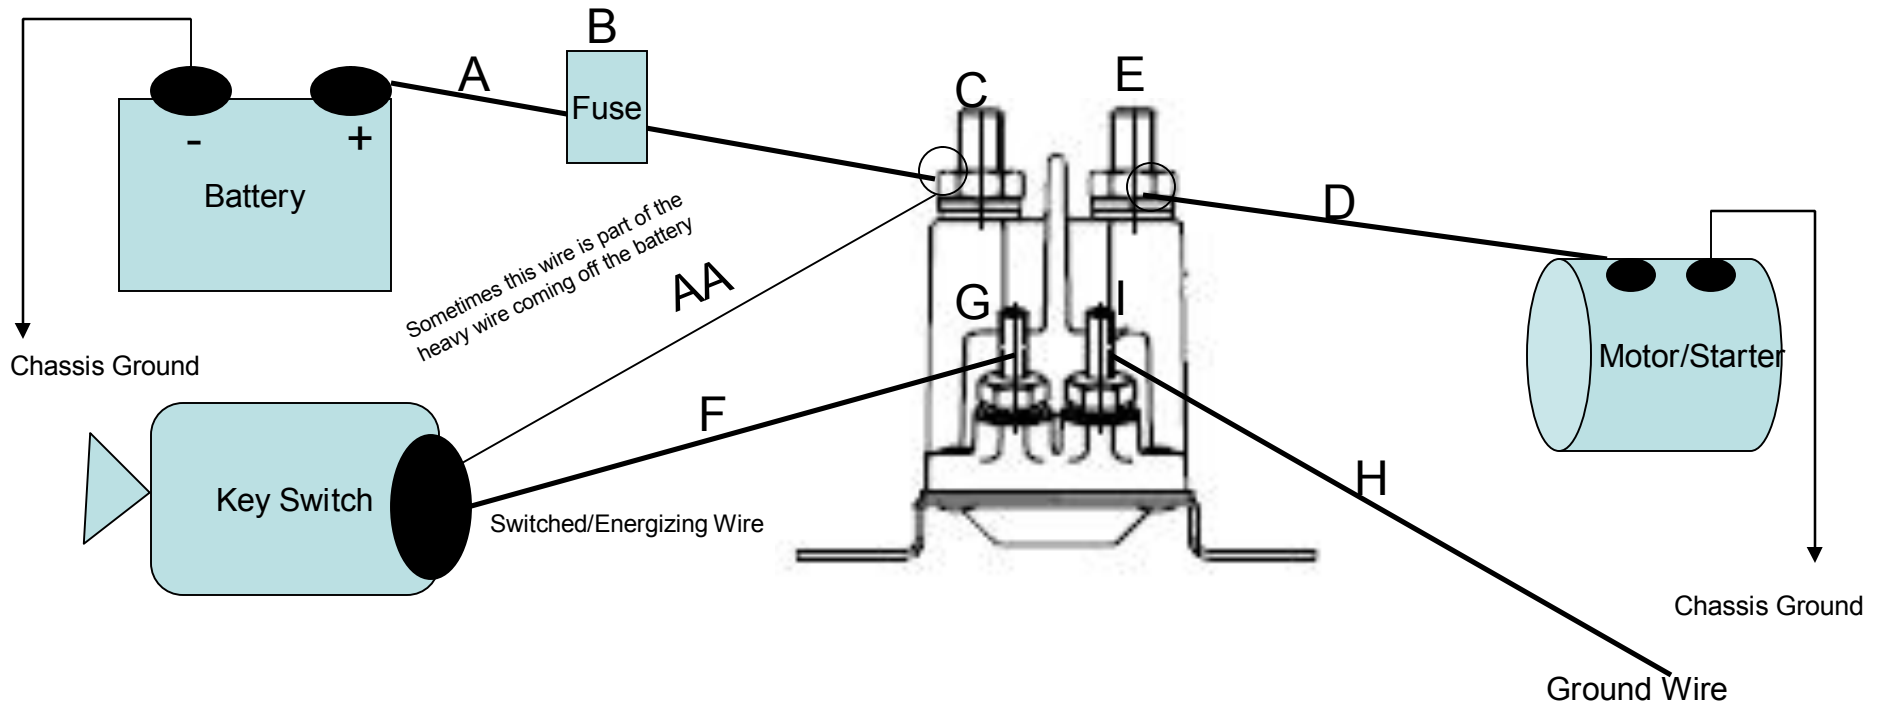 B
A
Fuse
C
E
-
+
Battery
D
Sometimes this wire is part of the
heavy wire coming off the battery
AA
G
I
Chassis Ground
Motor/Starter
F
H
Key Switch
Switched/Energizing Wire
Chassis Ground
Ground Wire